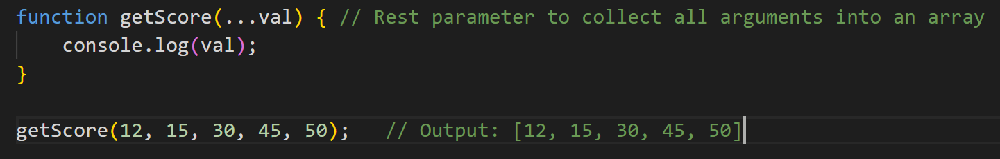 function getScore(...val) { // Rest parameter to collect all arguments into an array
    console.log(val);
}
getScore(12, 15, 30, 45, 50);   // Output: [12, 15, 30, 45, 50]